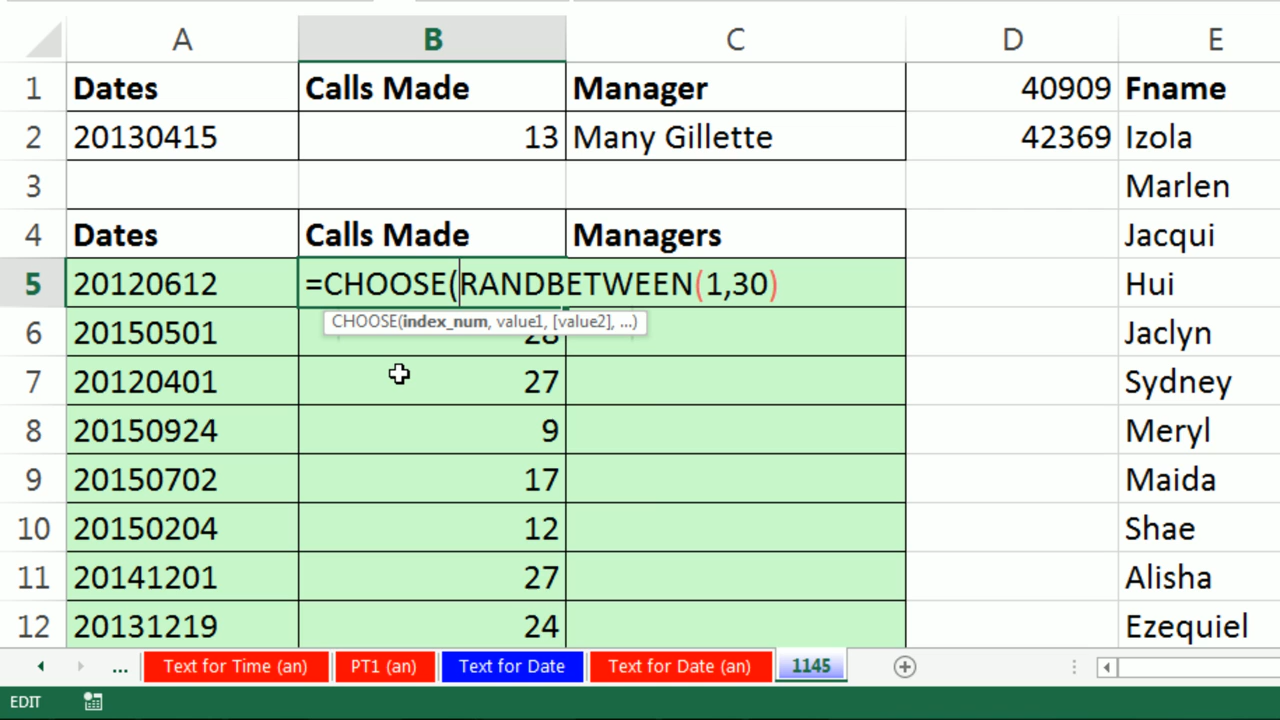 A B C D E
1 Dates Calls Made Manager 40909 Fname
2 20130415 13 Many Gillette 42369 Izola
3 Marlen
4 Dates Calls Made Managers Jacqui
5 20120612 =CHOOSE(RANDBETWEEN(1,30) Hui
CHOOSE(index_num, value1, [value2], ...)
6 20150501 28 Jaclyn
7 20120401 27 Sydney
8 20150924 9 Meryl
9 20150702 17 Maida
10 20150204 12 Shae
11 20141201 27 Alisha
12 20131219 24 Ezequiel
... Text for Time (an) PT1 (an) Text for Date Text for Date (an) 1145
EDIT